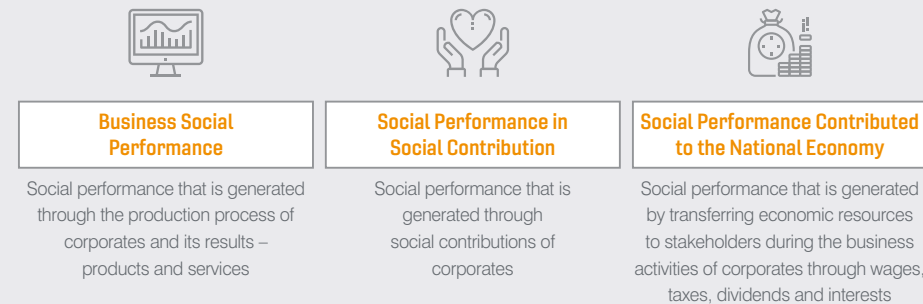 Business Social
Performance
Social performance that is generated
through the production process of
corporates and its results –
products and services
Social Performance in
Social Contribution
Social performance that is
generated through
social contributions of
corporates
Social Performance Contributed
to the National Economy
Social performance that is generated
by transferring economic resources
to stakeholders during the business
activities of corporates through wages,
taxes, dividends and interests